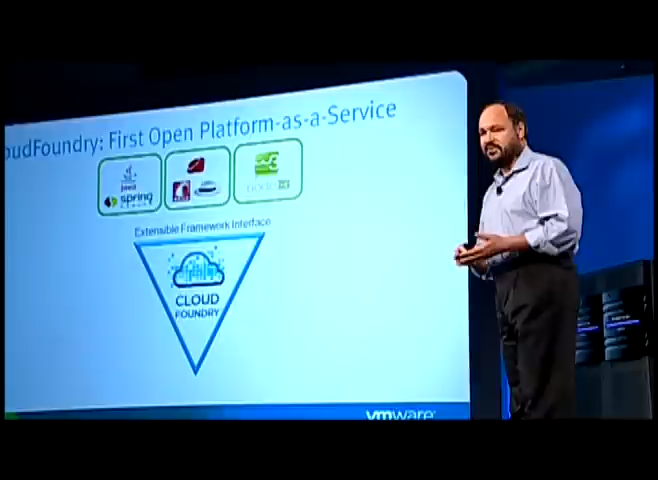 oudFoundry: First Open Platform-as-a-Service
Java
spring
Extensible Framework Interface
CLOUD
FOUNDRY
vmware